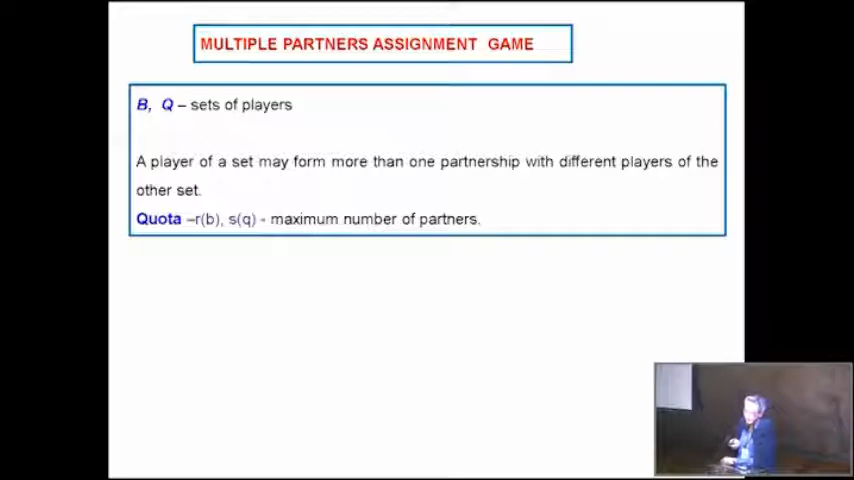 MULTIPLE PARTNERS ASSIGNMENT GAME
B, Q – sets of players
A player of a set may form more than one partnership with different players of the
other set.
Quota –r(b), s(q) - maximum number of partners.